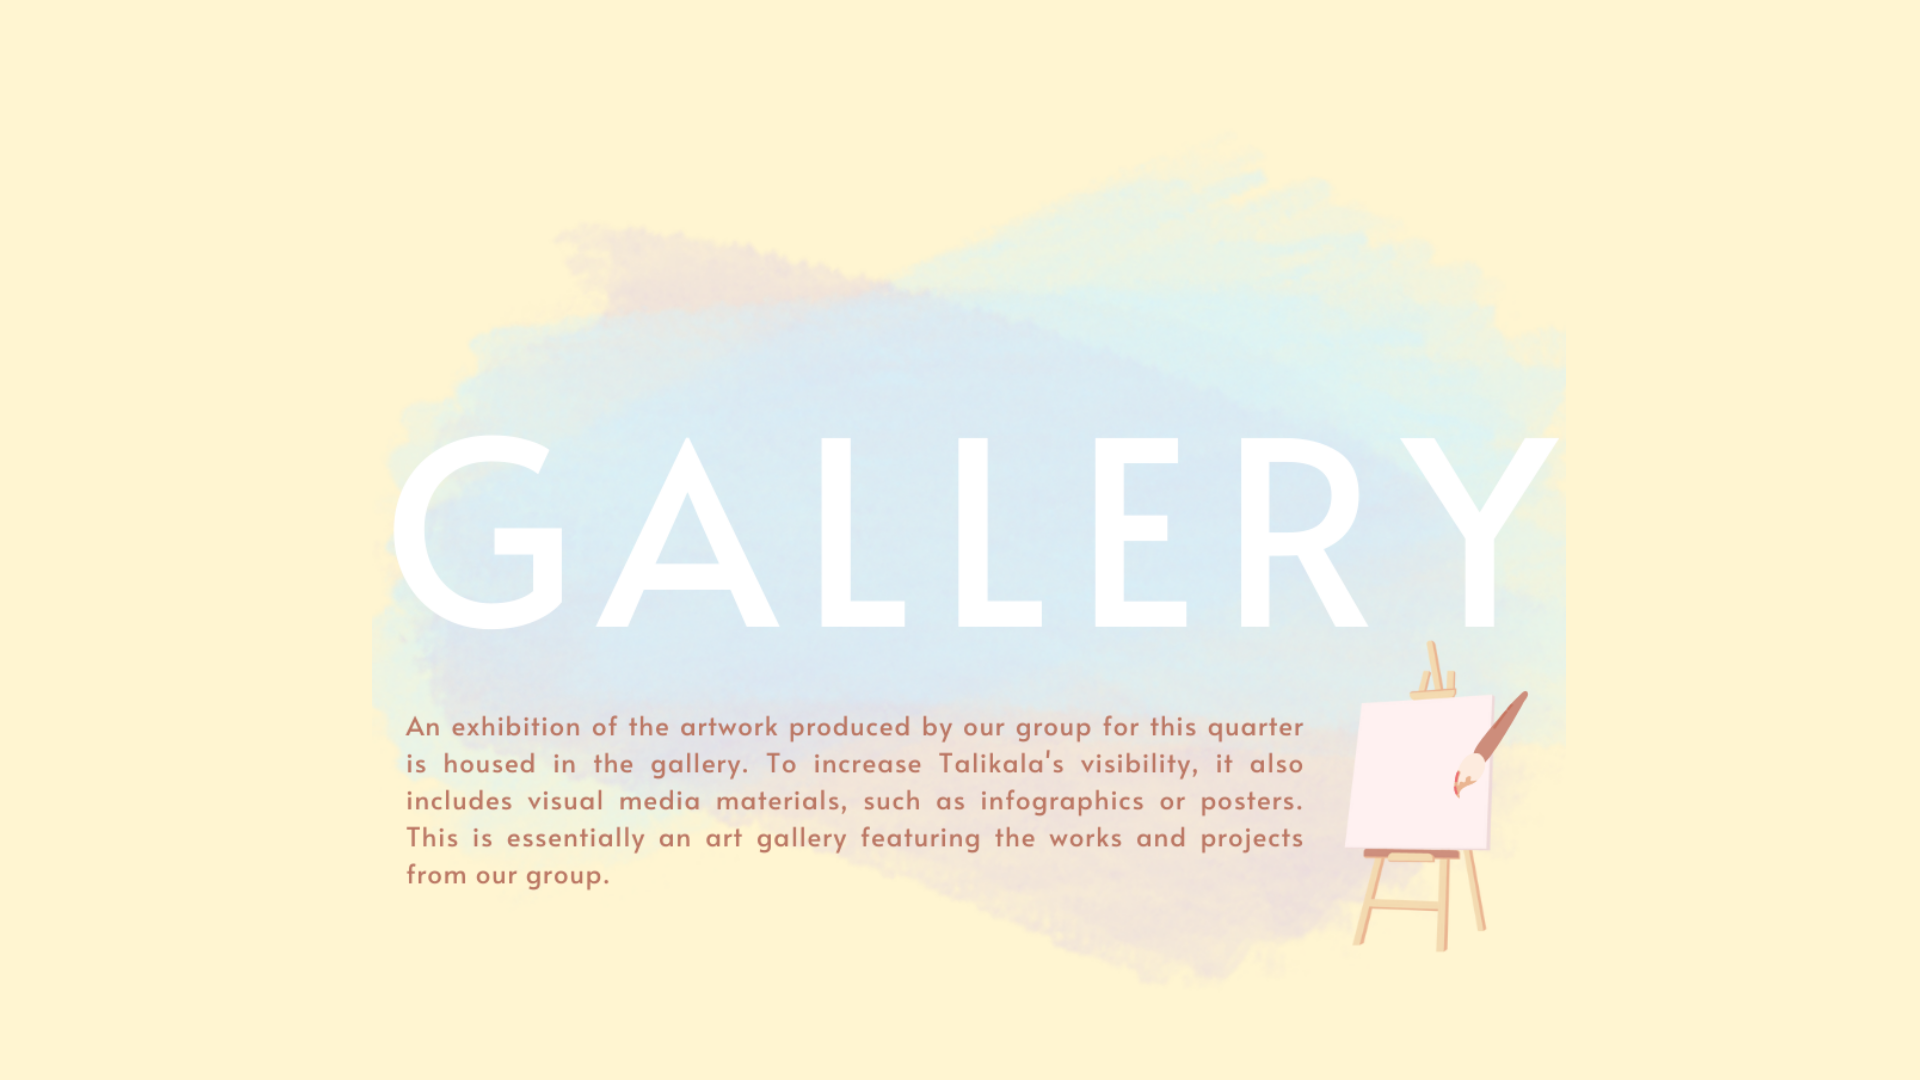 GALLERY
An exhibition of the artwork produced by our group for this quarter
is housed in the gallery. To increase Talikala's visibility, it also
includes visual media materials, such as infographics or posters.
This is essentially an art gallery featuring the works and projects
from our group.